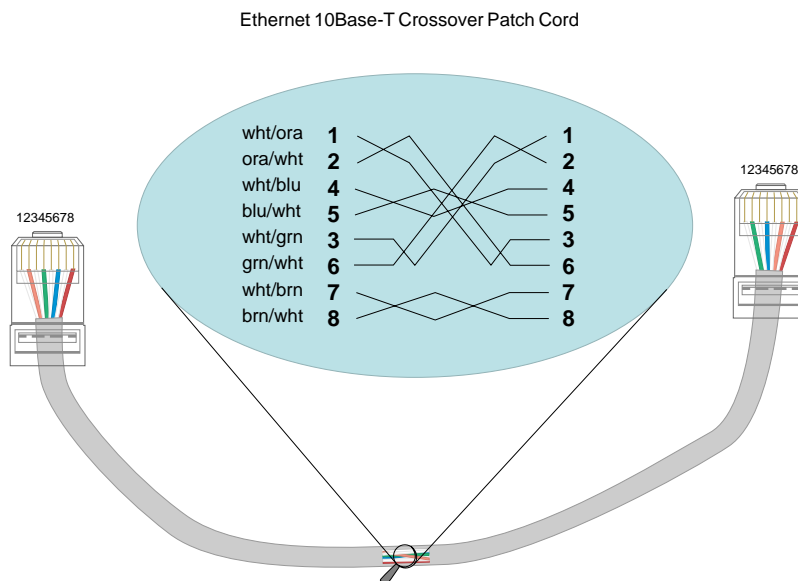 Ethernet 10Base-T Crossover Patch Cord
wht/ora 1 1
ora/wht 2 2
wht/blu 4 4
blu/wht 5 5
wht/grn 3 3
grn/wht 6 6
wht/brn 7 7
brn/wht 8 8
12345678
12345678